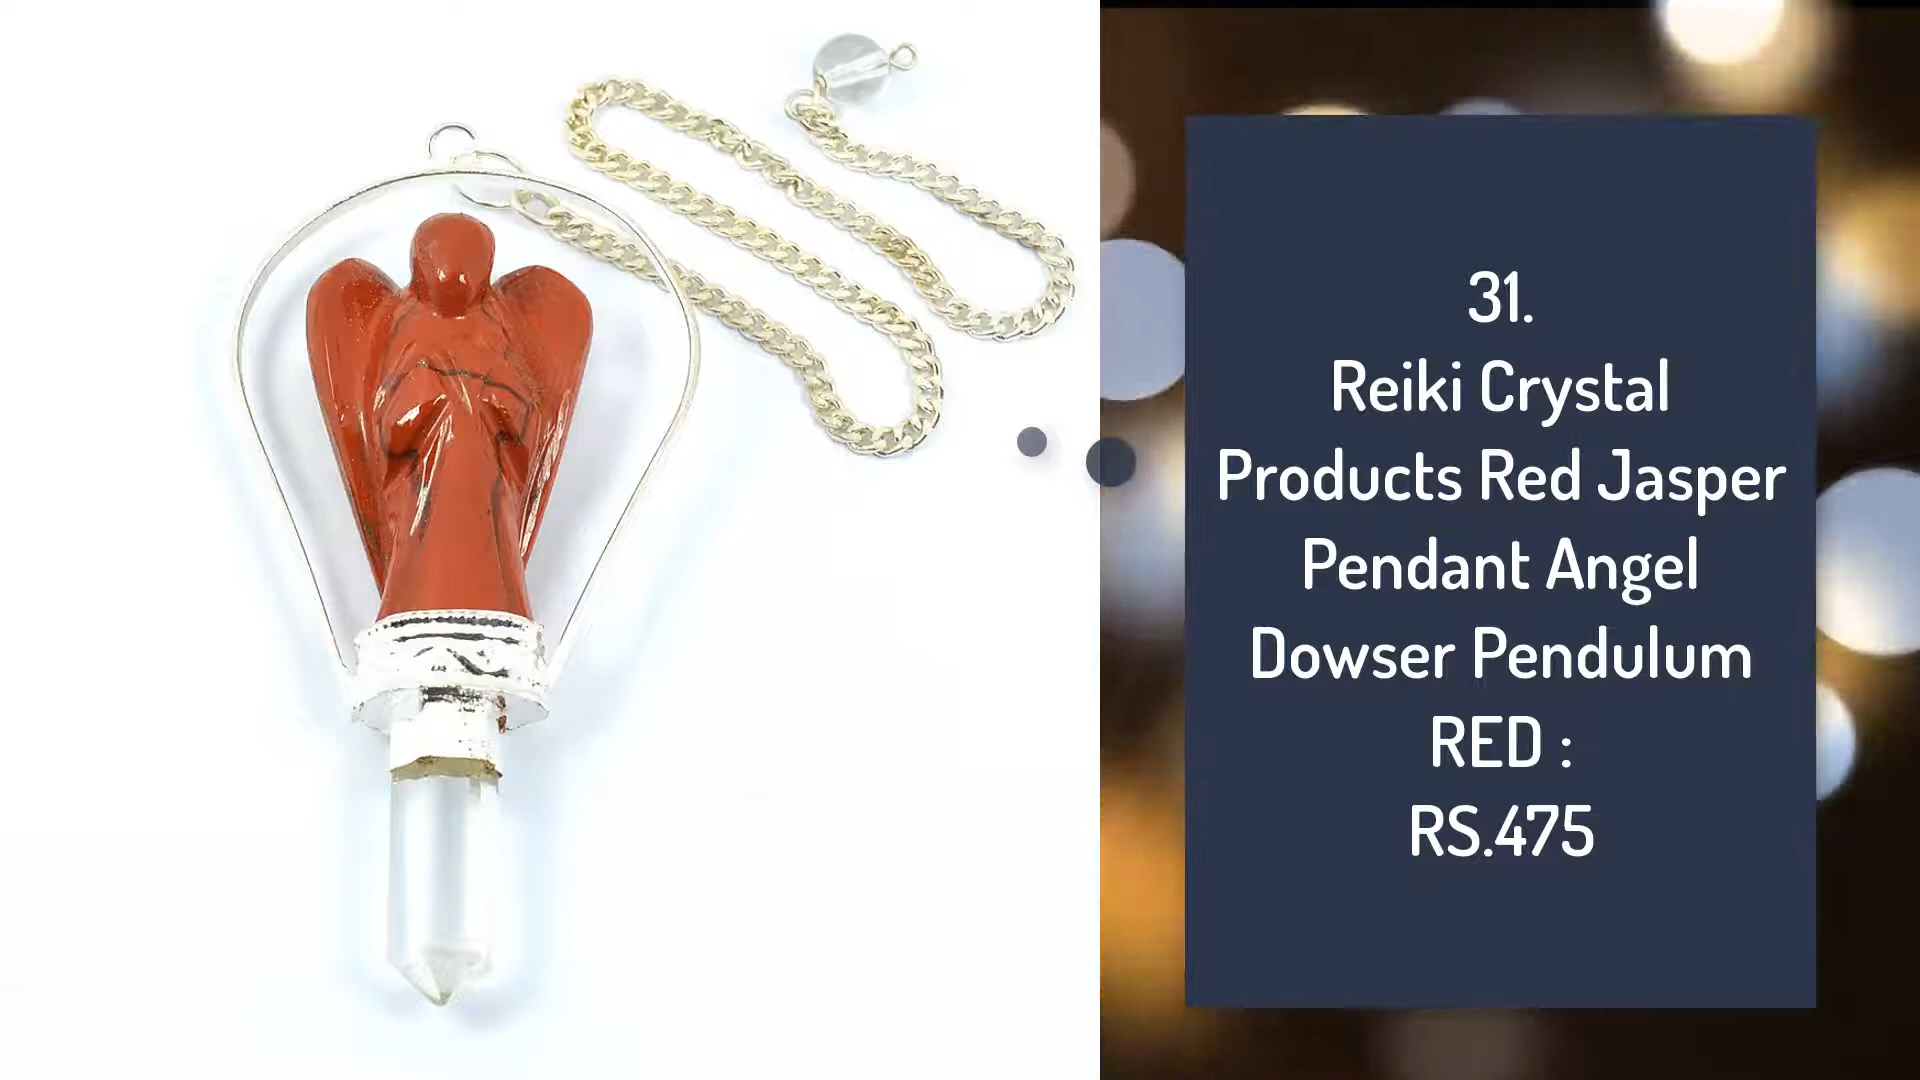 31.
Reiki Crystal
Products Red Jasper
Pendant Angel
Dowser Pendulum
RED :
RS.475